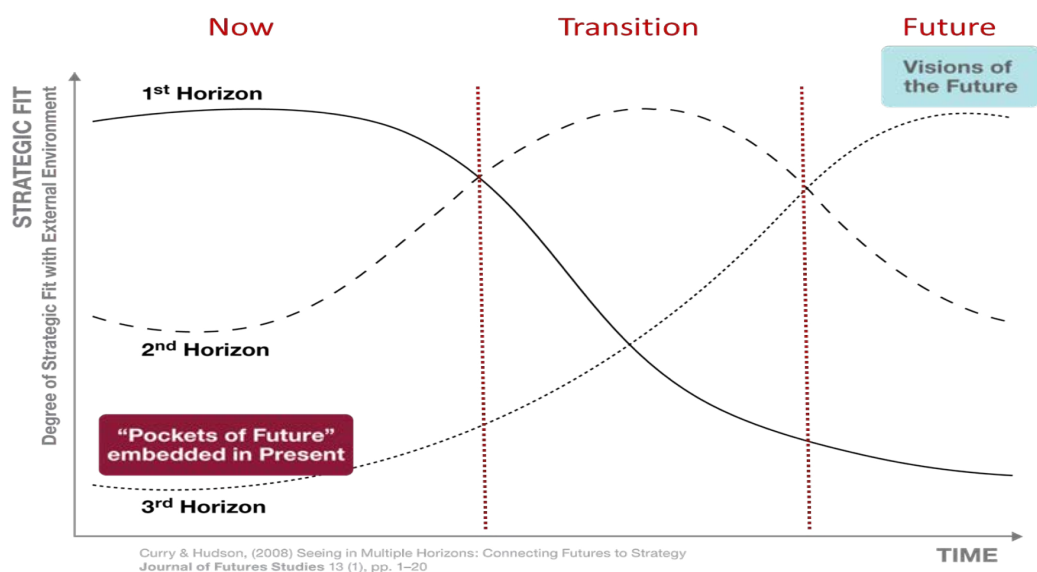 Now
Transition
Future
Visions of
the Future
1st Horizon
STRATEGIC FIT
Degree of Strategic Fit with External Environment
2nd Horizon
“Pockets of Future”
embedded in Present
3rd Horizon
TIME
Curry & Hudson, (2008) Seeing in Multiple Horizons: Connecting Futures to Strategy
Journal of Futures Studies 13 (1), pp. 1–20